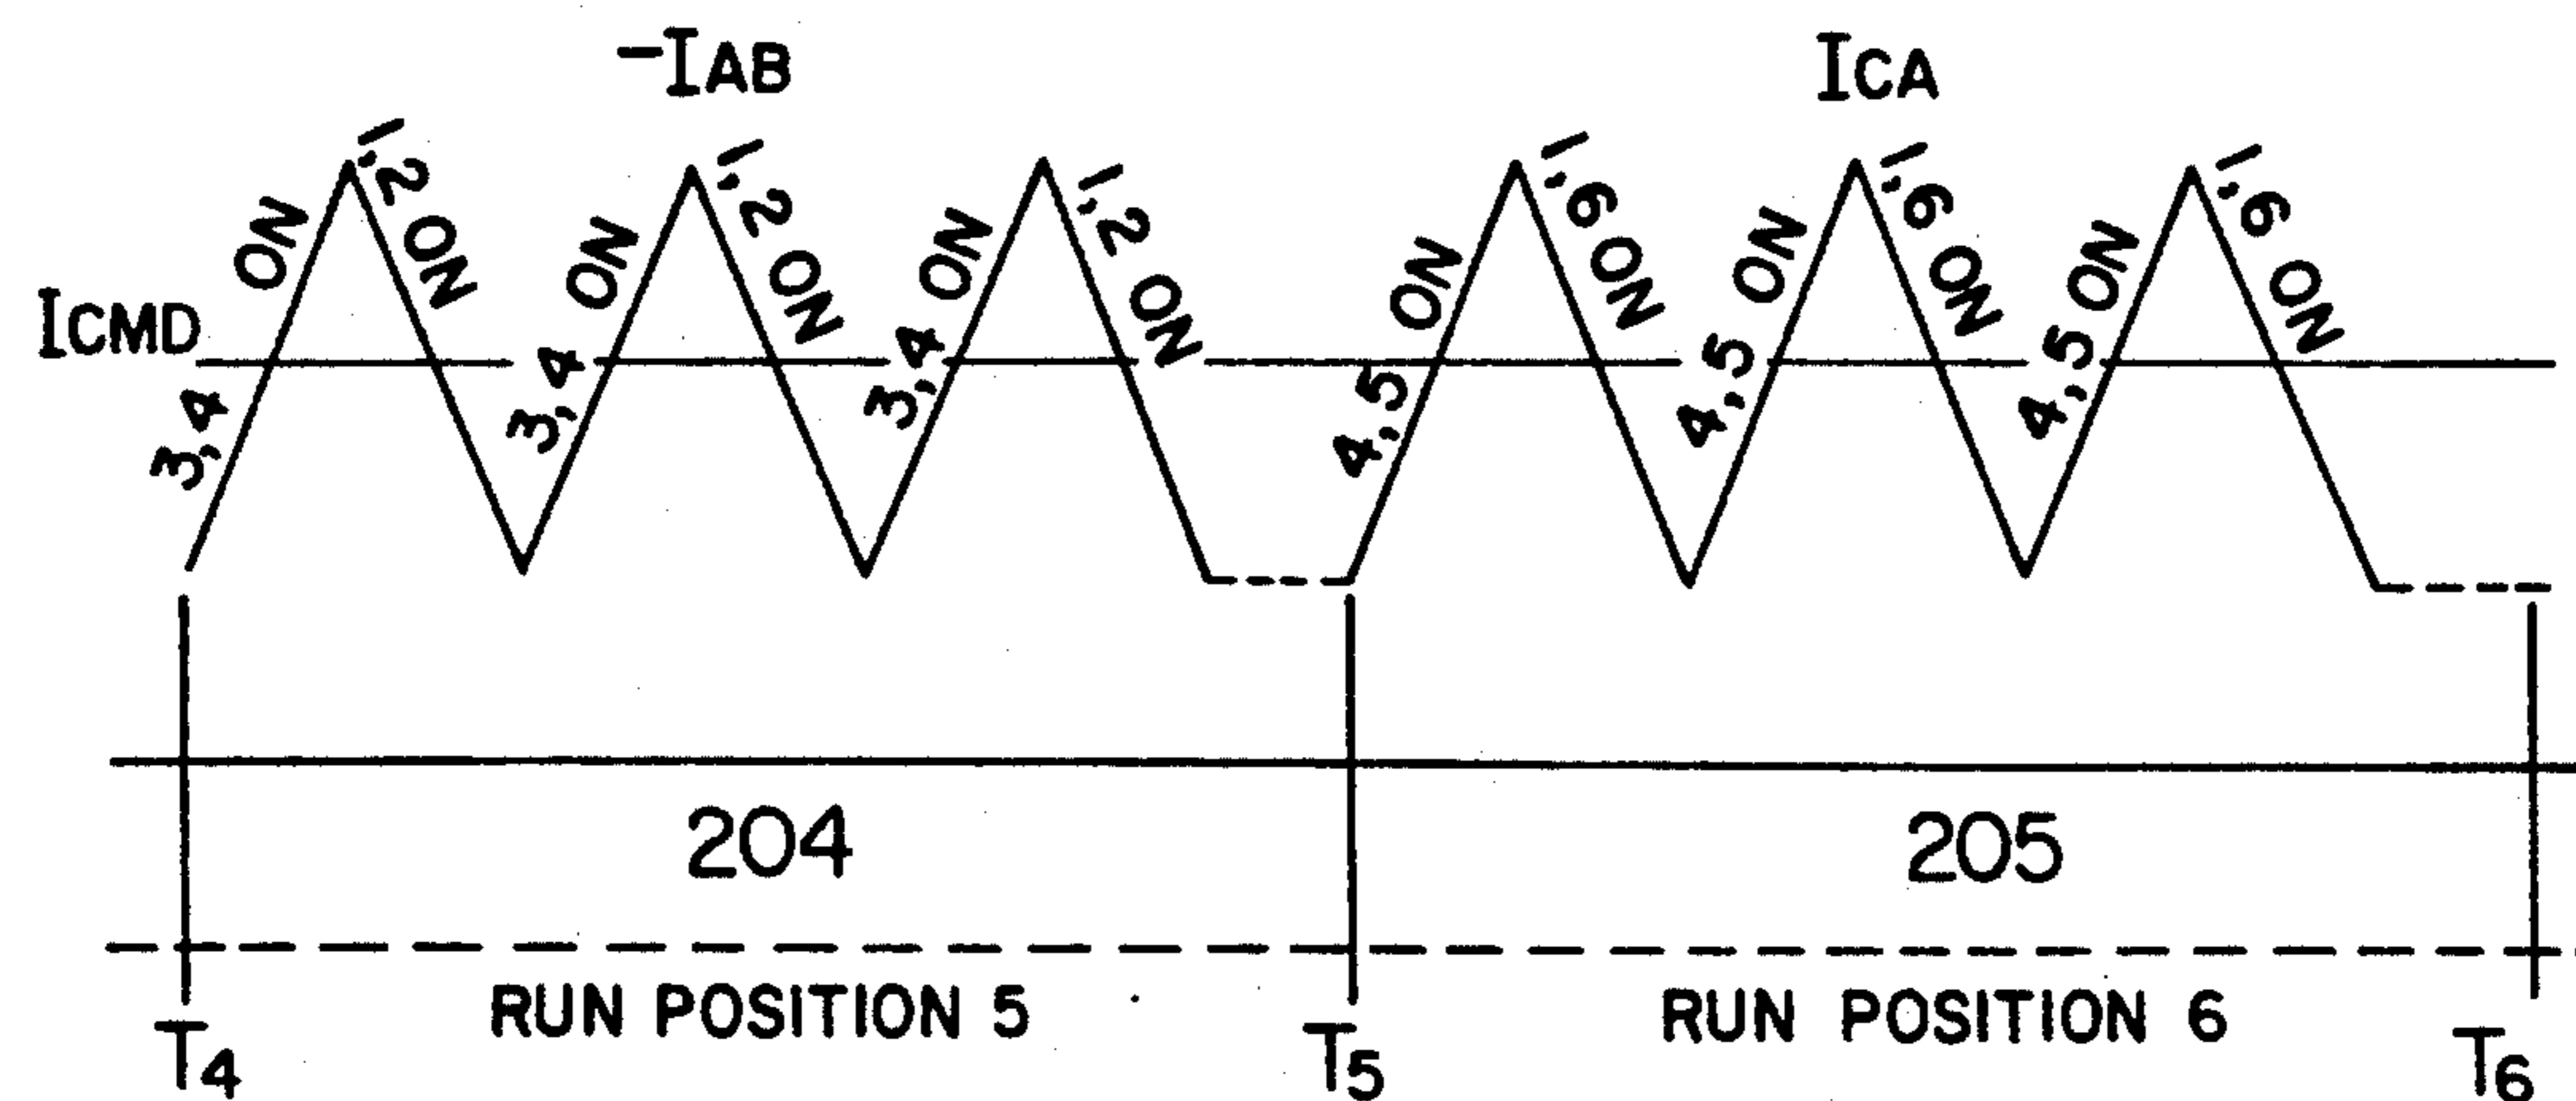 -IAB
ICA
3,4 ON
1,2 ON
3,4 ON
1,2 ON
3,4 ON
1,2 ON
4,5 ON
1,6 ON
4,5 ON
1,6 ON
4,5 ON
1,6 ON
ICMD
204
205
RUN POSITION 5
RUN POSITION 6
T4
T5
T6